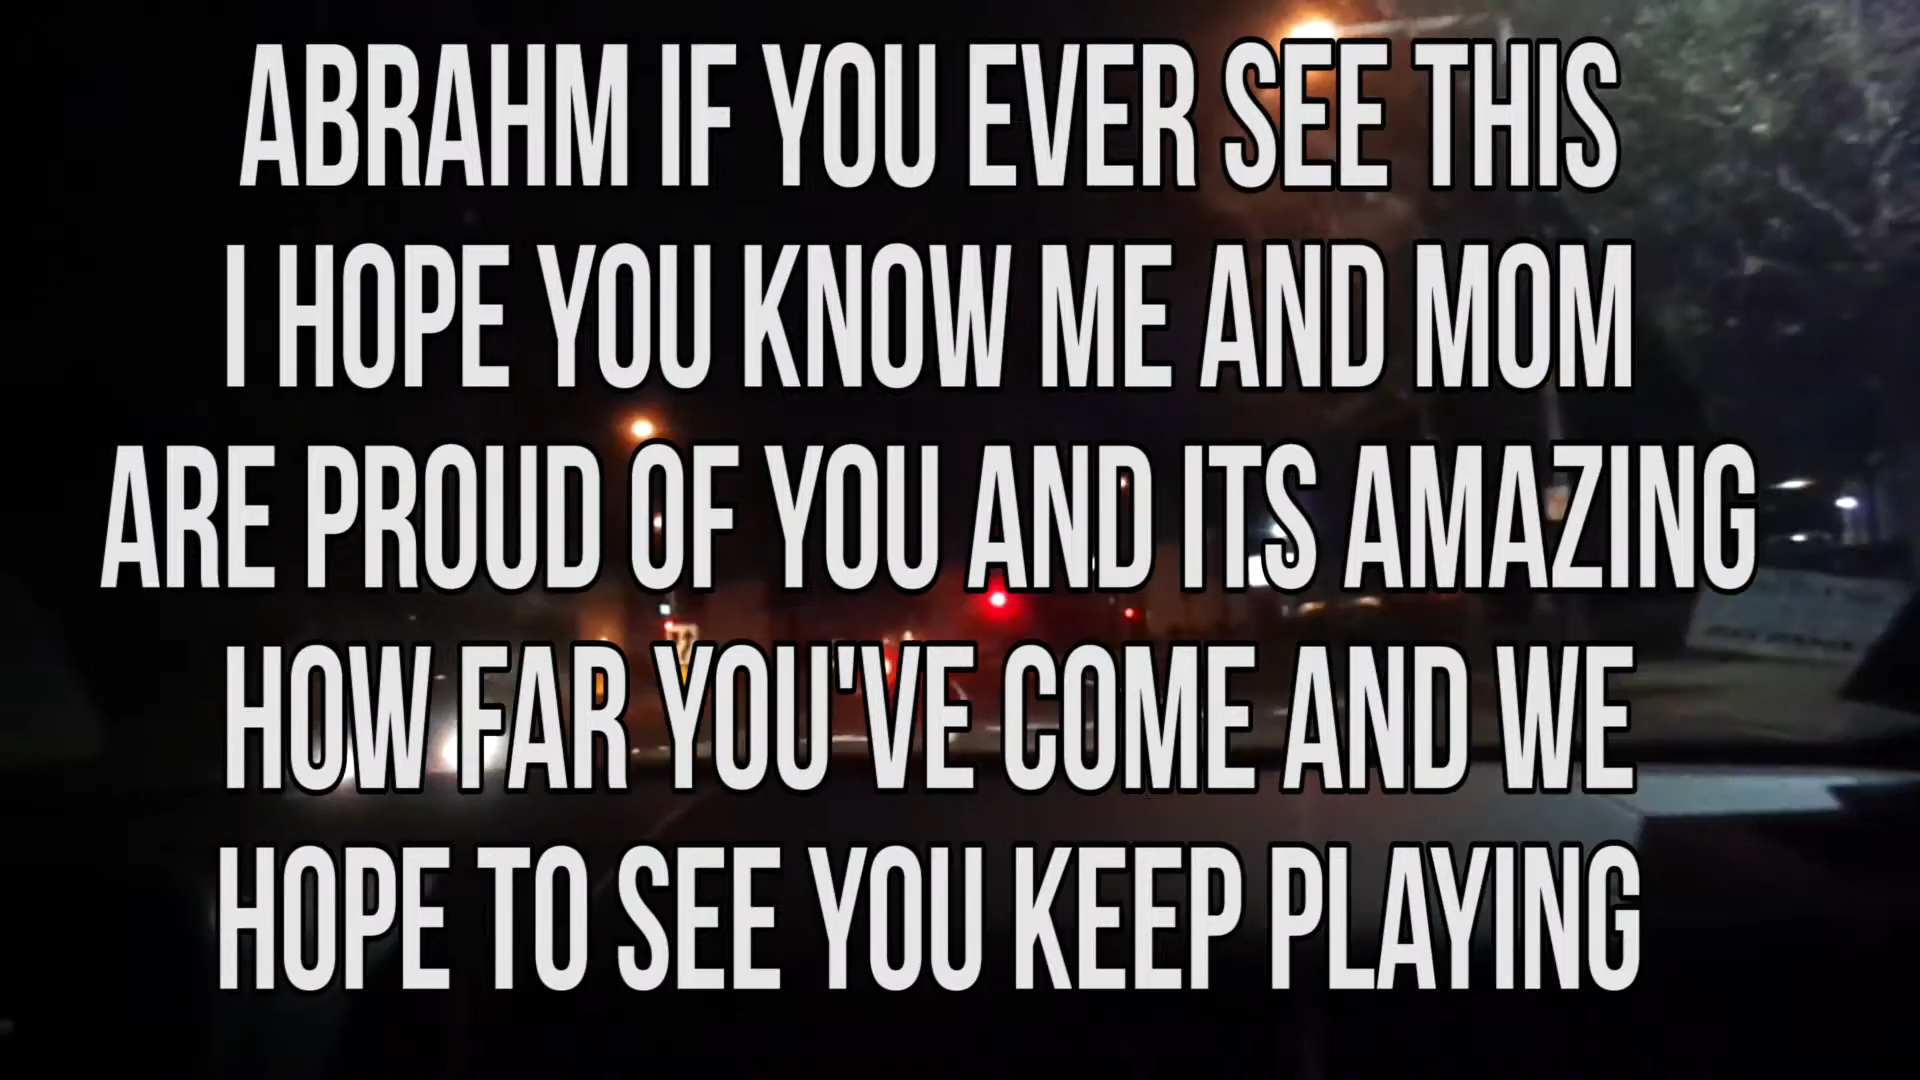 ABRAHM IF YOU EVER SEE THIS
I HOPE YOU KNOW ME AND MOM
ARE PROUD OF YOU AND ITS AMAZING
HOW FAR YOU'VE COME AND WE
HOPE TO SEE YOU KEEP PLAYING